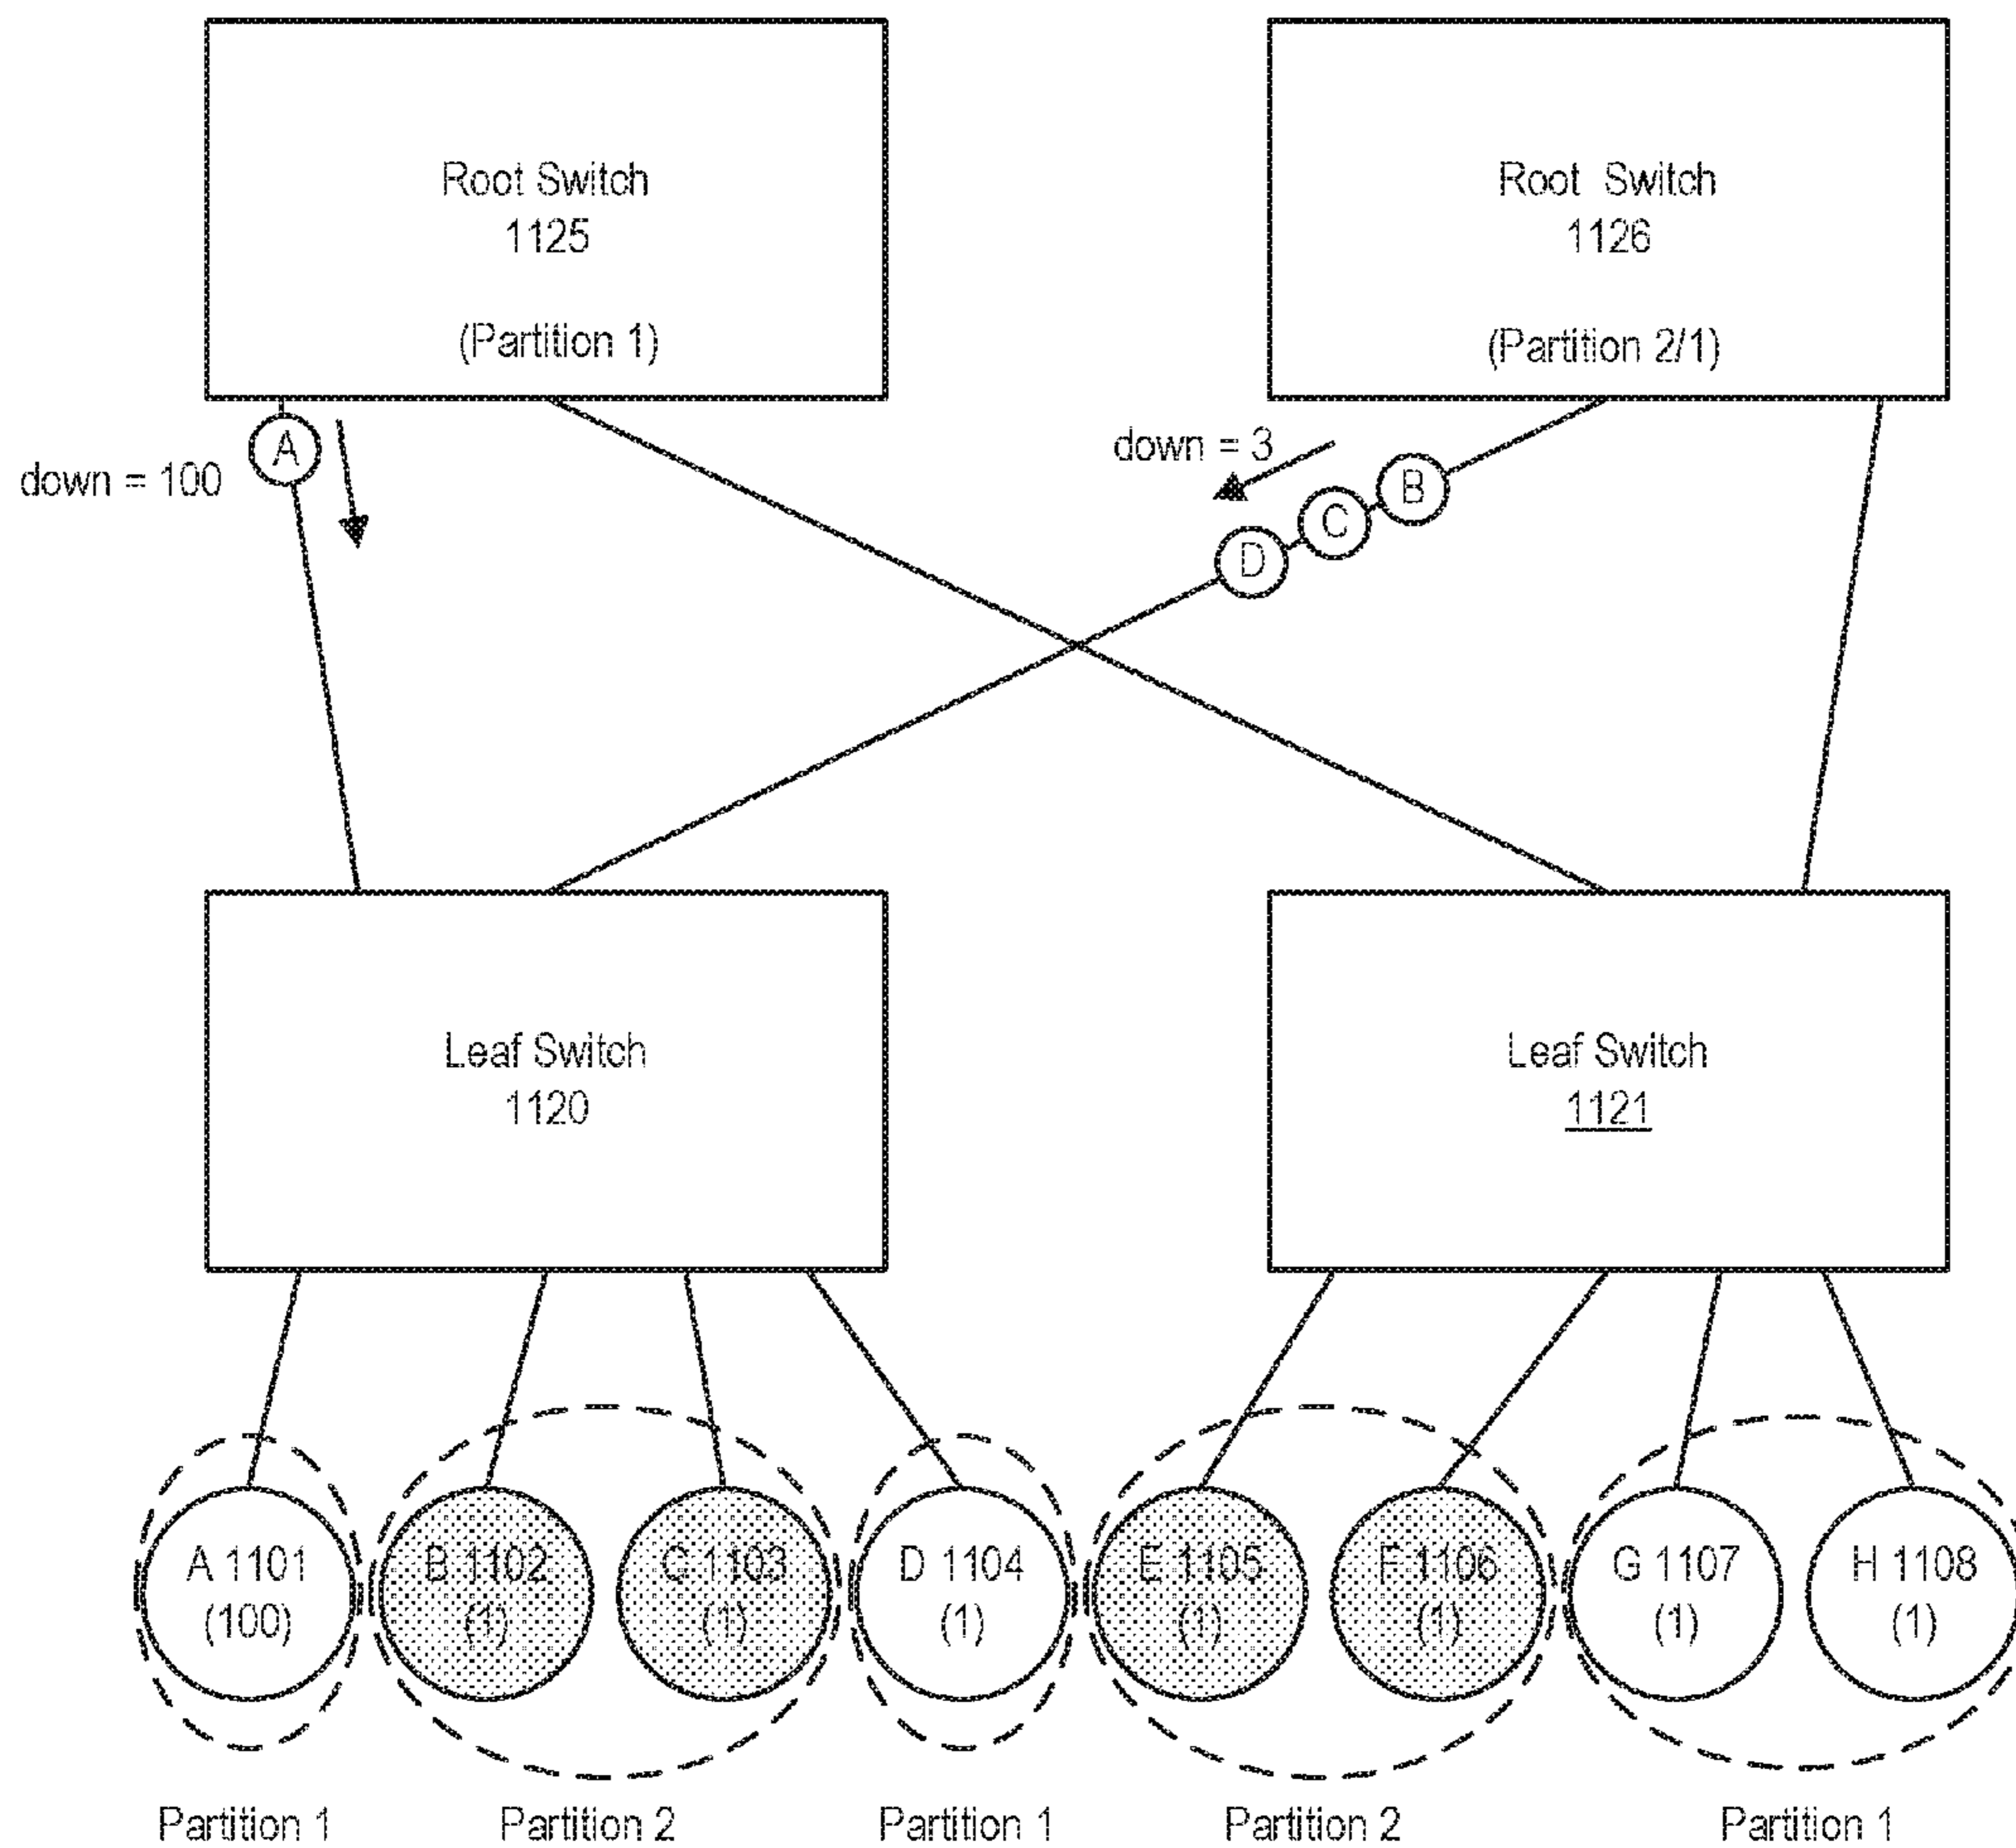 Root Switch
1125
(Partition 1)
Root Switch
1126
(Partition 2/1)
A
down = 100
down = 3
B
C
D
Leaf Switch
1120
Leaf Switch
1121
A 1101
(100)
B 1102
(1)
C 1103
(1)
D 1104
(1)
E 1105
(1)
F 1106
(1)
G 1107
(1)
H 1108
(1)
Partition 1
Partition 2
Partition 1
Partition 2
Partition 1